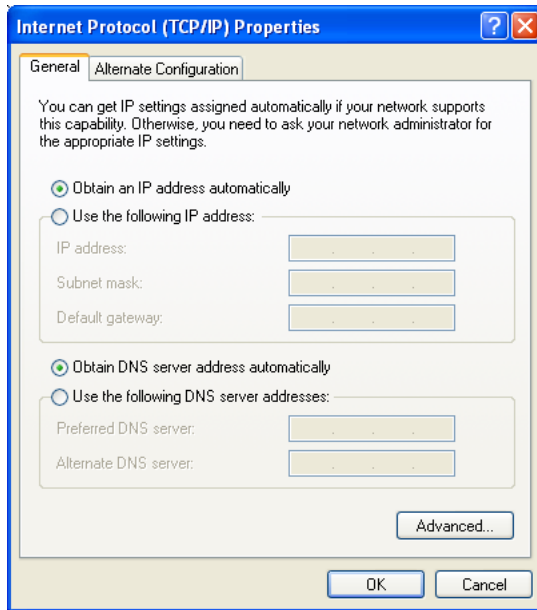 Internet Protocol (TCP/IP) Properties
General Alternate Configuration
You can get IP settings assigned automatically if your network supports
this capability. Otherwise, you need to ask your network administrator for
the appropriate IP settings.
Obtain an IP address automatically
Use the following IP address:
IP address:
Subnet mask:
Default gateway:
Obtain DNS server address automatically
Use the following DNS server addresses:
Preferred DNS server:
Alternate DNS server:
Advanced...
OK Cancel